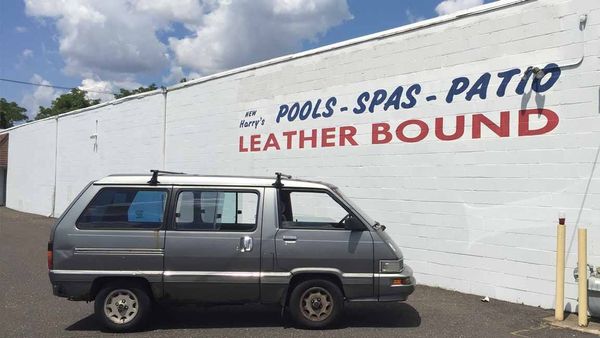 NEW
Harry's
POOLS - SPAS - PATIO
LEATHER BOUND